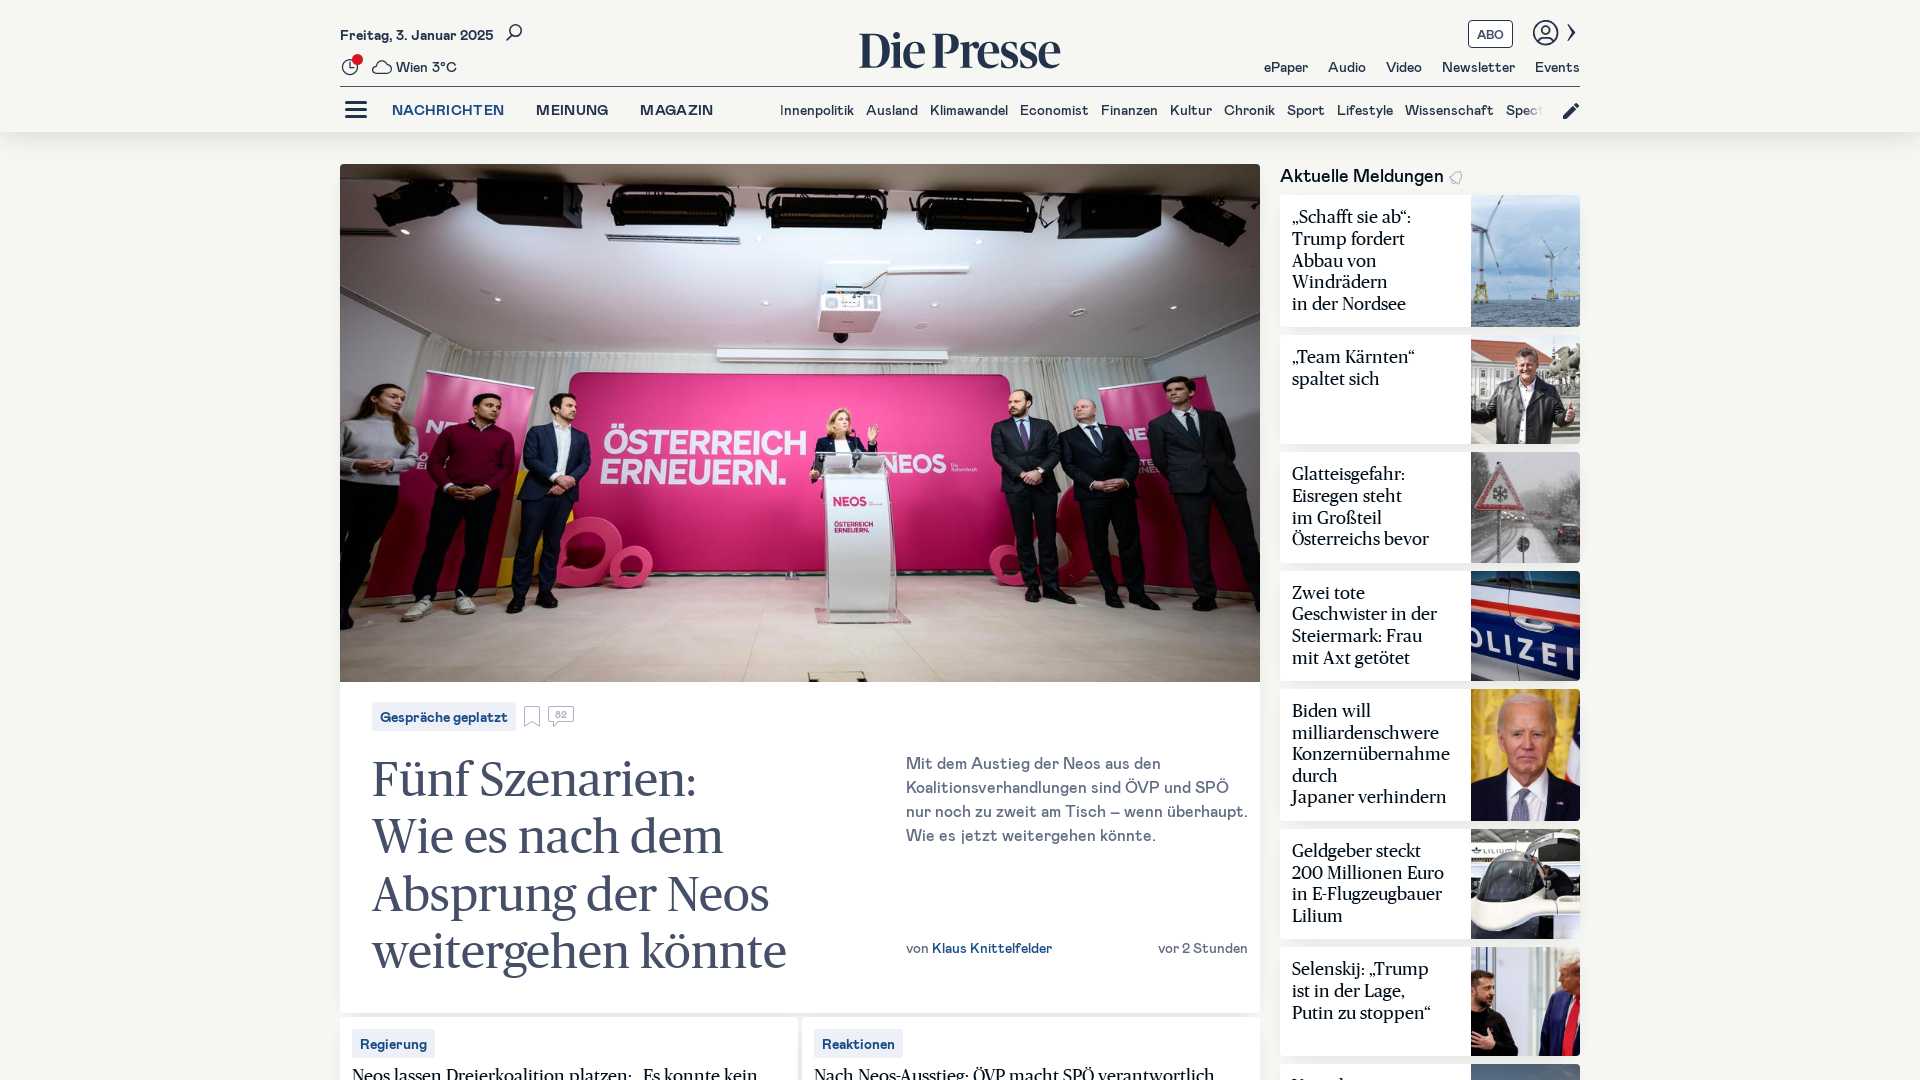 Freitag, 3. Januar 2025
Wien 3°C
Die Presse
ABO
ePaper Audio Video Newsletter Events
NACHRICHTEN MEINUNG MAGAZIN
Innenpolitik Ausland Klimawandel Economist Finanzen Kultur Chronik Sport Lifestyle Wissenschaft Spect
ÖSTERREICH
ERNEUERN.
NEOS
NEOS
ÖSTERREICH
ERNEUERN.
Gespräche geplatzt
82
Fünf Szenarien:
Wie es nach dem
Absprung der Neos
weitergehen könnte
Mit dem Austieg der Neos aus den
Koalitionsverhandlungen sind ÖVP und SPÖ
nur noch zu zweit am Tisch – wenn überhaupt.
Wie es jetzt weitergehen könnte.
von Klaus Knittelfelder
vor 2 Stunden
Regierung
Neos lassen Dreierkoalition platzen: „Es konnte kein
Reaktionen
Nach Neos-Ausstieg: ÖVP macht SPÖ verantwortlich
Aktuelle Meldungen
„Schafft sie ab“:
Trump fordert
Abbau von
Windrädern
in der Nordsee
„Team Kärnten“
spaltet sich
Glatteisgefahr:
Eisregen steht
im Großteil
Österreichs bevor
Zwei tote
Geschwister in der
Steiermark: Frau
mit Axt getötet
OLIZEI
Biden will
milliardenschwere
Konzernübernahme
durch
Japaner verhindern
Geldgeber steckt
200 Millionen Euro
in E-Flugzeugbauer
Lilium
LILIUM
Selenskij: „Trump
ist in der Lage,
Putin zu stoppen“